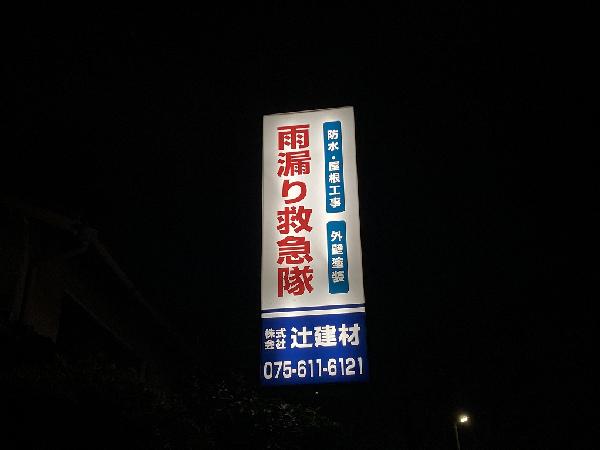 防水・屋根工事
外壁塗装
雨漏り救急隊
株式会社 辻建材
075-611-6121